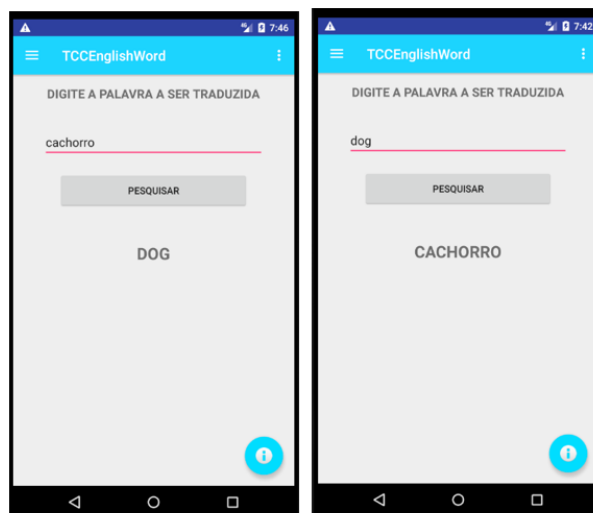 7:46
TCCEnglishWord
DIGITE A PALAVRA A SER TRADUZIDA
cachorro
PESQUISAR
DOG
7:42
TCCEnglishWord
DIGITE A PALAVRA A SER TRADUZIDA
dog
PESQUISAR
CACHORRO